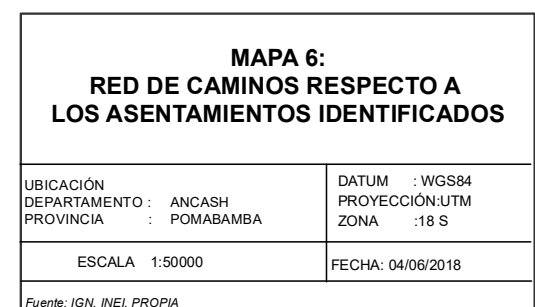 MAPA 6:
RED DE CAMINOS RESPECTO A
LOS ASENTAMIENTOS IDENTIFICADOS
UBICACIÓN
DEPARTAMENTO : ANCASH
PROVINCIA : POMABAMBA
DATUM : WGS84
PROYECCIÓN:UTM
ZONA :18 S
ESCALA 1:50000
FECHA: 04/06/2018
Fuente: IGN, INEI, PROPIA